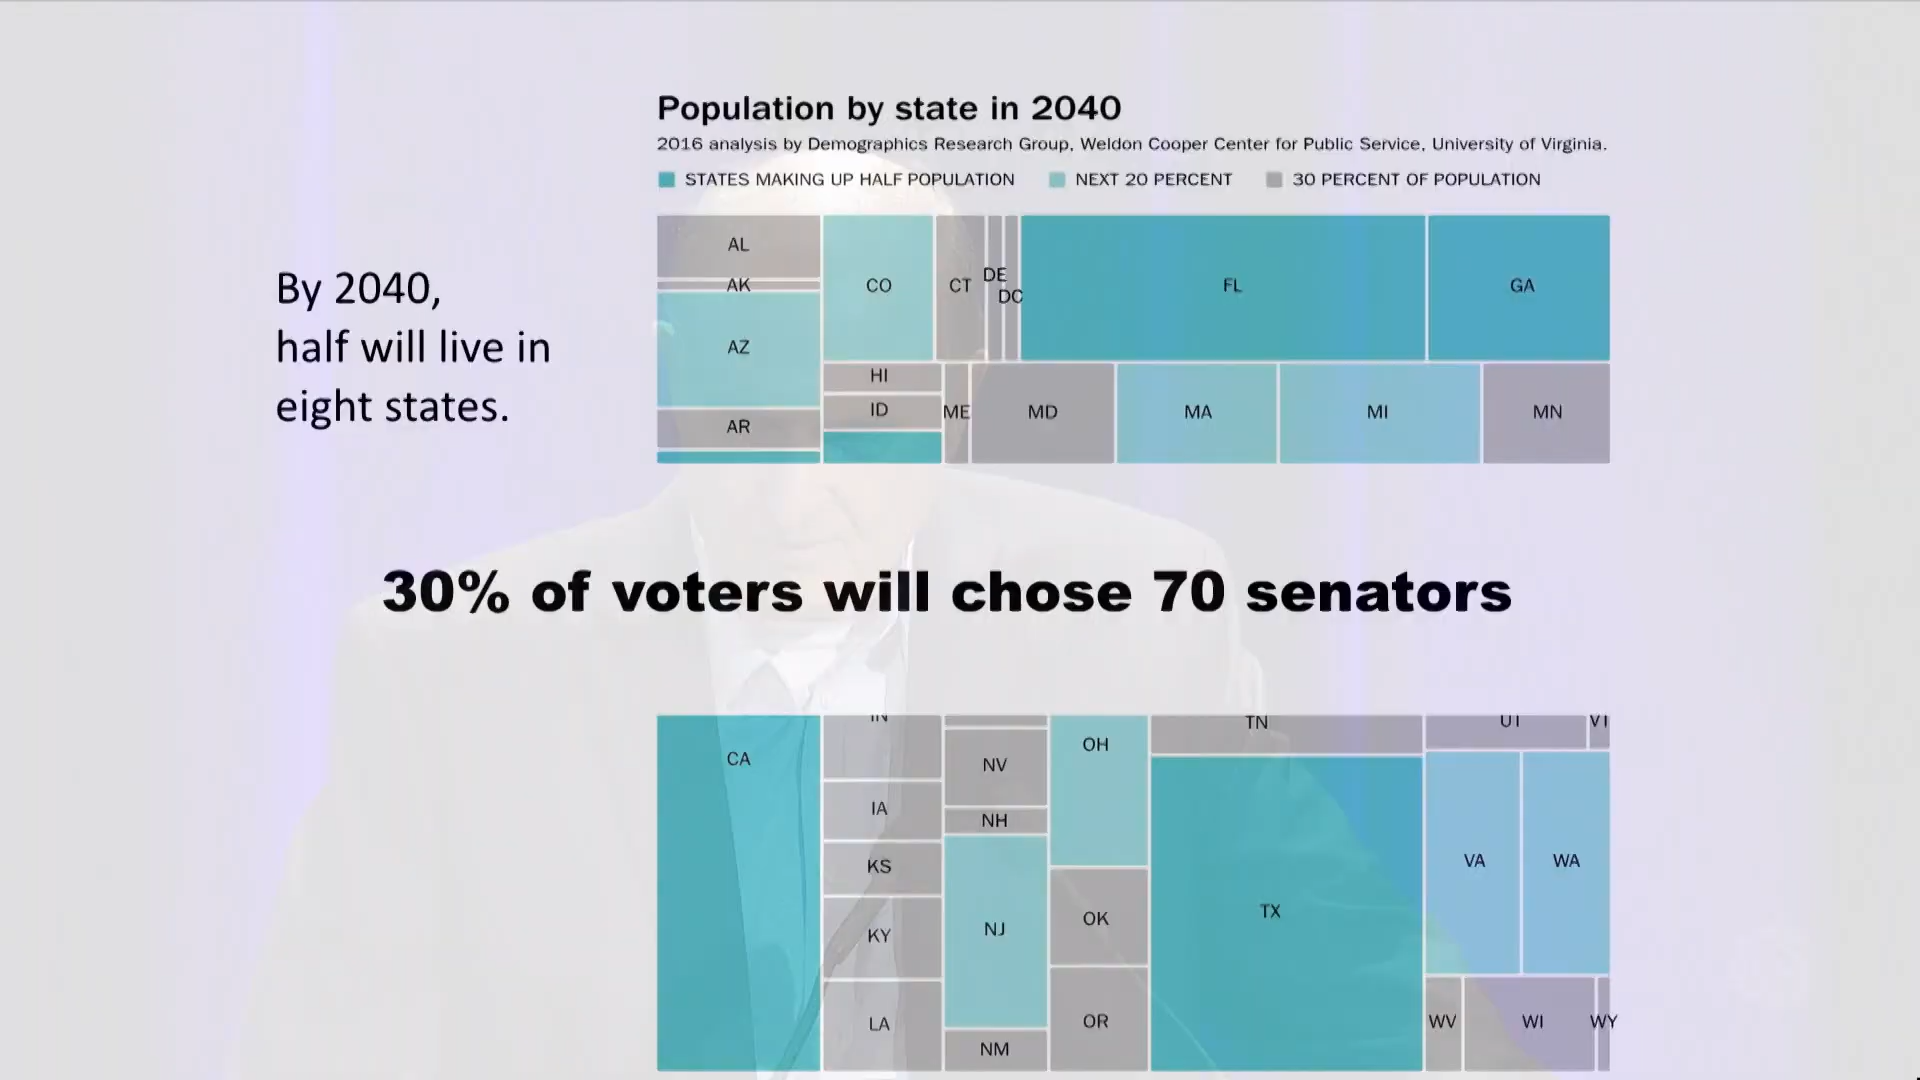 Population by state in 2040
2016 analysis by Demographics Research Group, Weldon Cooper Center for Public Service, University of Virginia.
STATES MAKING UP HALF POPULATION NEXT 20 PERCENT 30 PERCENT OF POPULATION
By 2040,
half will live in
eight states.
AL
AK
AZ
AR
CO
HI
ID
CT
DE
DC
FL
GA
ME
MD
MA
MI
MN
30% of voters will chose 70 senators
CA
IN
IA
KS
KY
LA
NV
NH
NJ
NM
OH
OK
OR
TN
TX
UT
VT
VA
WA
WV
WI
WY